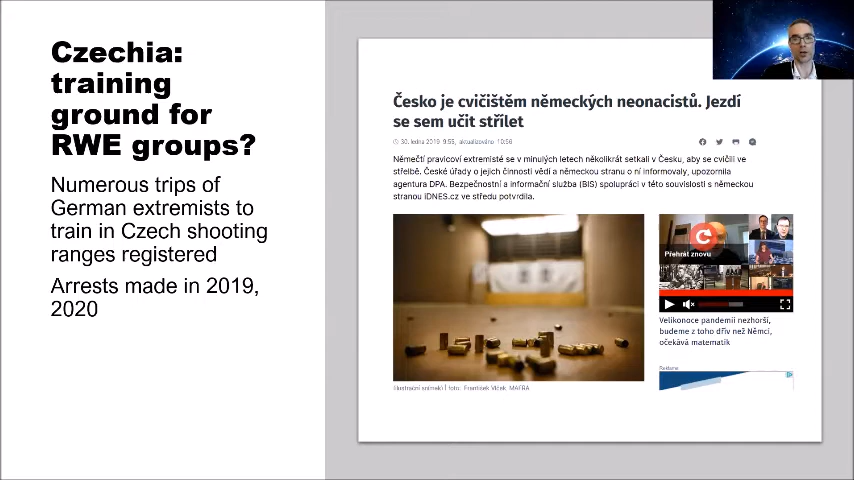 Czechia:
training
ground for
RWE groups?
Numerous trips of
German extremists to
train in Czech shooting
ranges registered
Arrests made in 2019,
2020
Česko je cvičištěm německých neonacistů. Jezdí
se sem učit střílet
30. ledna 2019 9:55, aktualizováno 10:56
Němečtí pravicoví extremisté se v minulých letech několikrát setkali v Česku, aby se cvičili ve
střelbě. České úřady o jejich činnosti vědí a německou stranu o ní informovaly, upozornila
agentura DPA. Bezpečnostní a informační služba (BIS) spolupráci v této souvislosti s německou
stranou iDNES.cz ve středu potvrdila.
Přehrát znovu
Velikonoce pandemii nezhorší,
budeme z toho dřív než Němci,
očekává matematik
Reklama
(ilustrační snímek) | foto: František Vlček, MAFRA